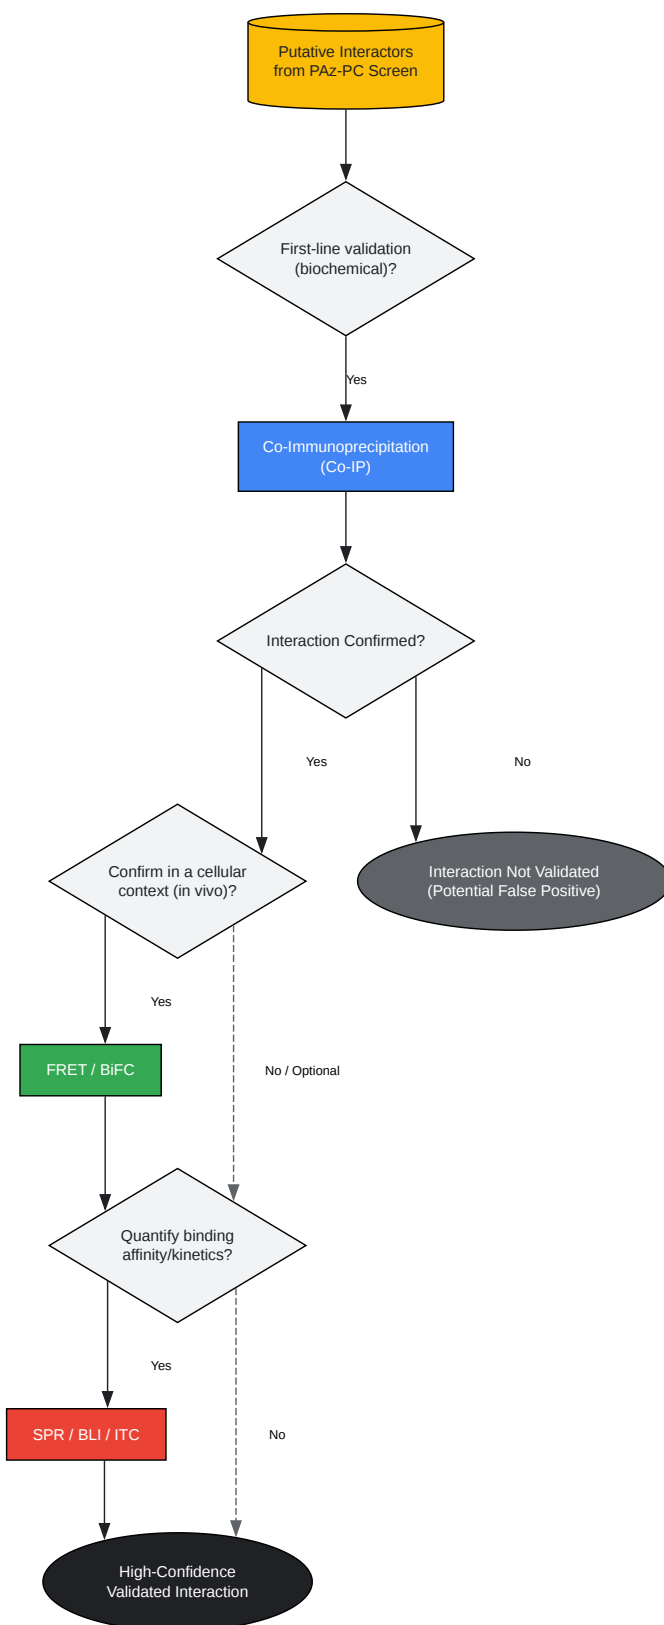 Putative Interactors
from PAz-PC Screen
First-line validation
(biochemical)?
Yes
Co-Immunoprecipitation
(Co-IP)
Interaction Confirmed?
Yes
No
Confirm in a cellular
context (in vivo)?
Interaction Not Validated
(Potential False Positive)
Yes
FRET / BiFC
No / Optional
Quantify binding
affinity/kinetics?
Yes
SPR / BLI / ITC
No
High-Confidence
Validated Interaction